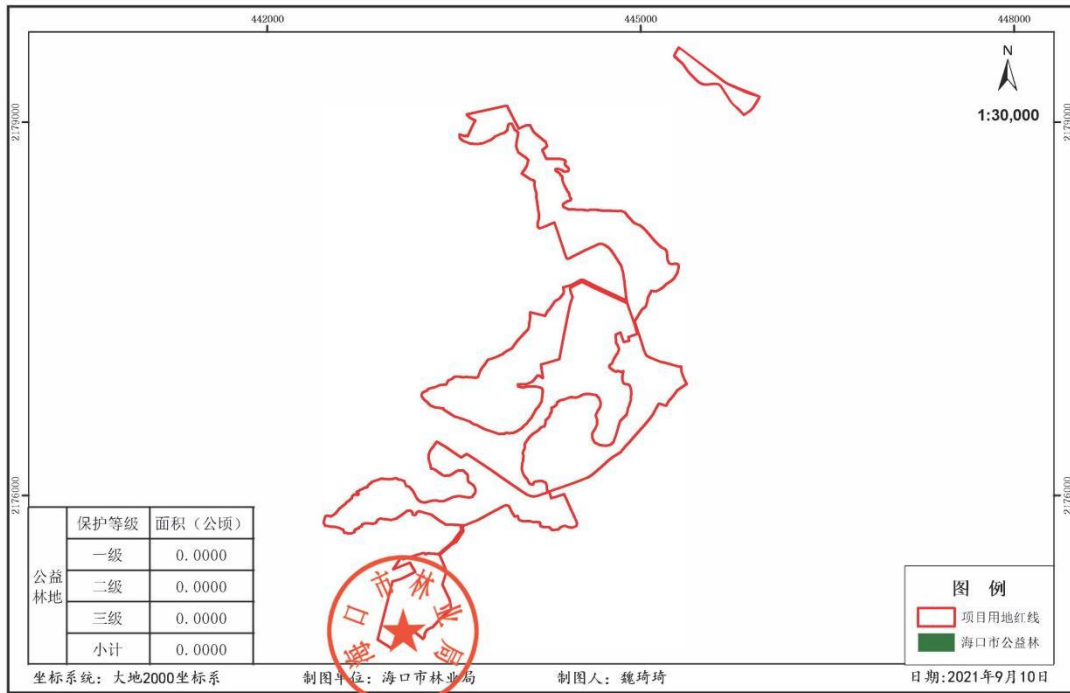 442000 445000 448000
N
1:30,000
2179000 2179000
2176000 2176000
公益林地
保护等级 面积（公顷）
一级 0.0000
二级 0.0000
三级 0.0000
小计 0.0000
海口市林业局
图 例
项目用地红线
海口市公益林
坐标系统: 大地2000坐标系 制图单位: 海口市林业局 制图人: 魏琦琦 日期:2021年9月10日